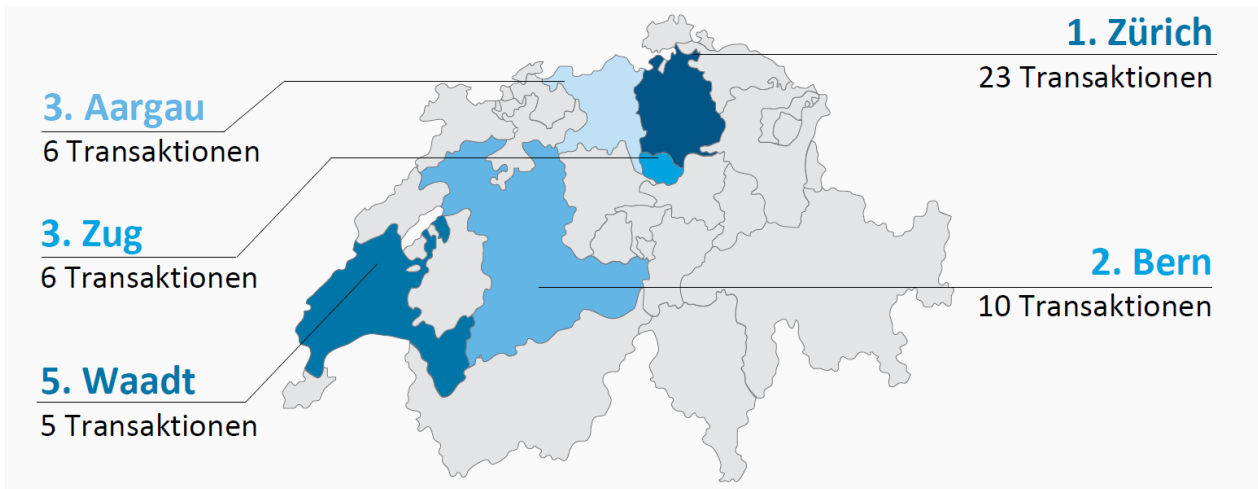 1. Zürich
23 Transaktionen
3. Aargau
6 Transaktionen
3. Zug
6 Transaktionen
2. Bern
10 Transaktionen
5. Waadt
5 Transaktionen